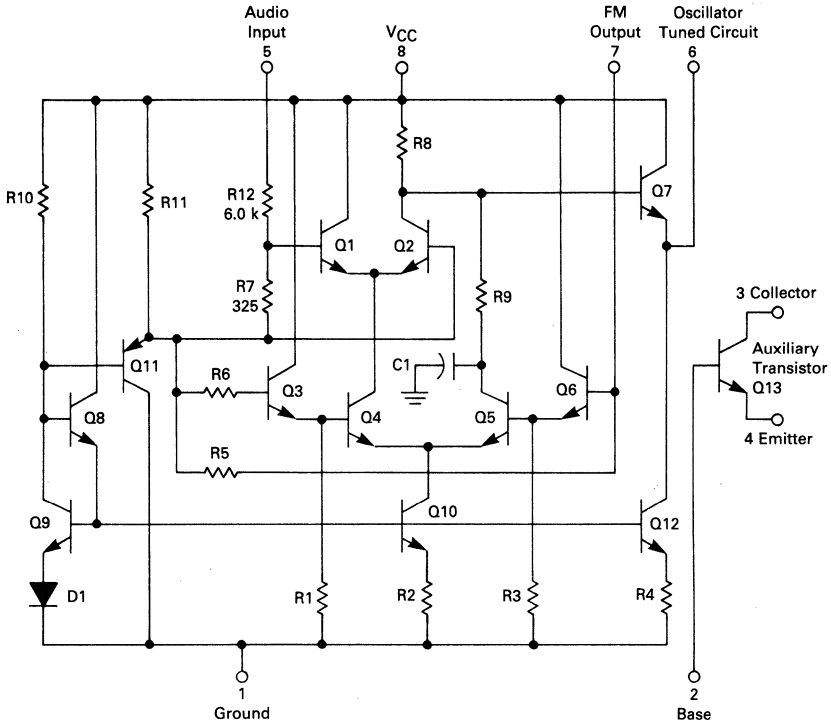 Audio
Input
5
VCC
8
FM
Output
7
Oscillator
Tuned Circuit
6
R8
R10
R11
R12
6.0 k
Q7
Q1
Q2
R7
325
R9
3 Collector
Q11
R6
Q3
C1
Q6
Auxiliary
Transistor
Q13
Q8
Q4
Q5
4 Emitter
R5
Q9
Q10
Q12
D1
R1
R2
R3
R4
1
Ground
2
Base